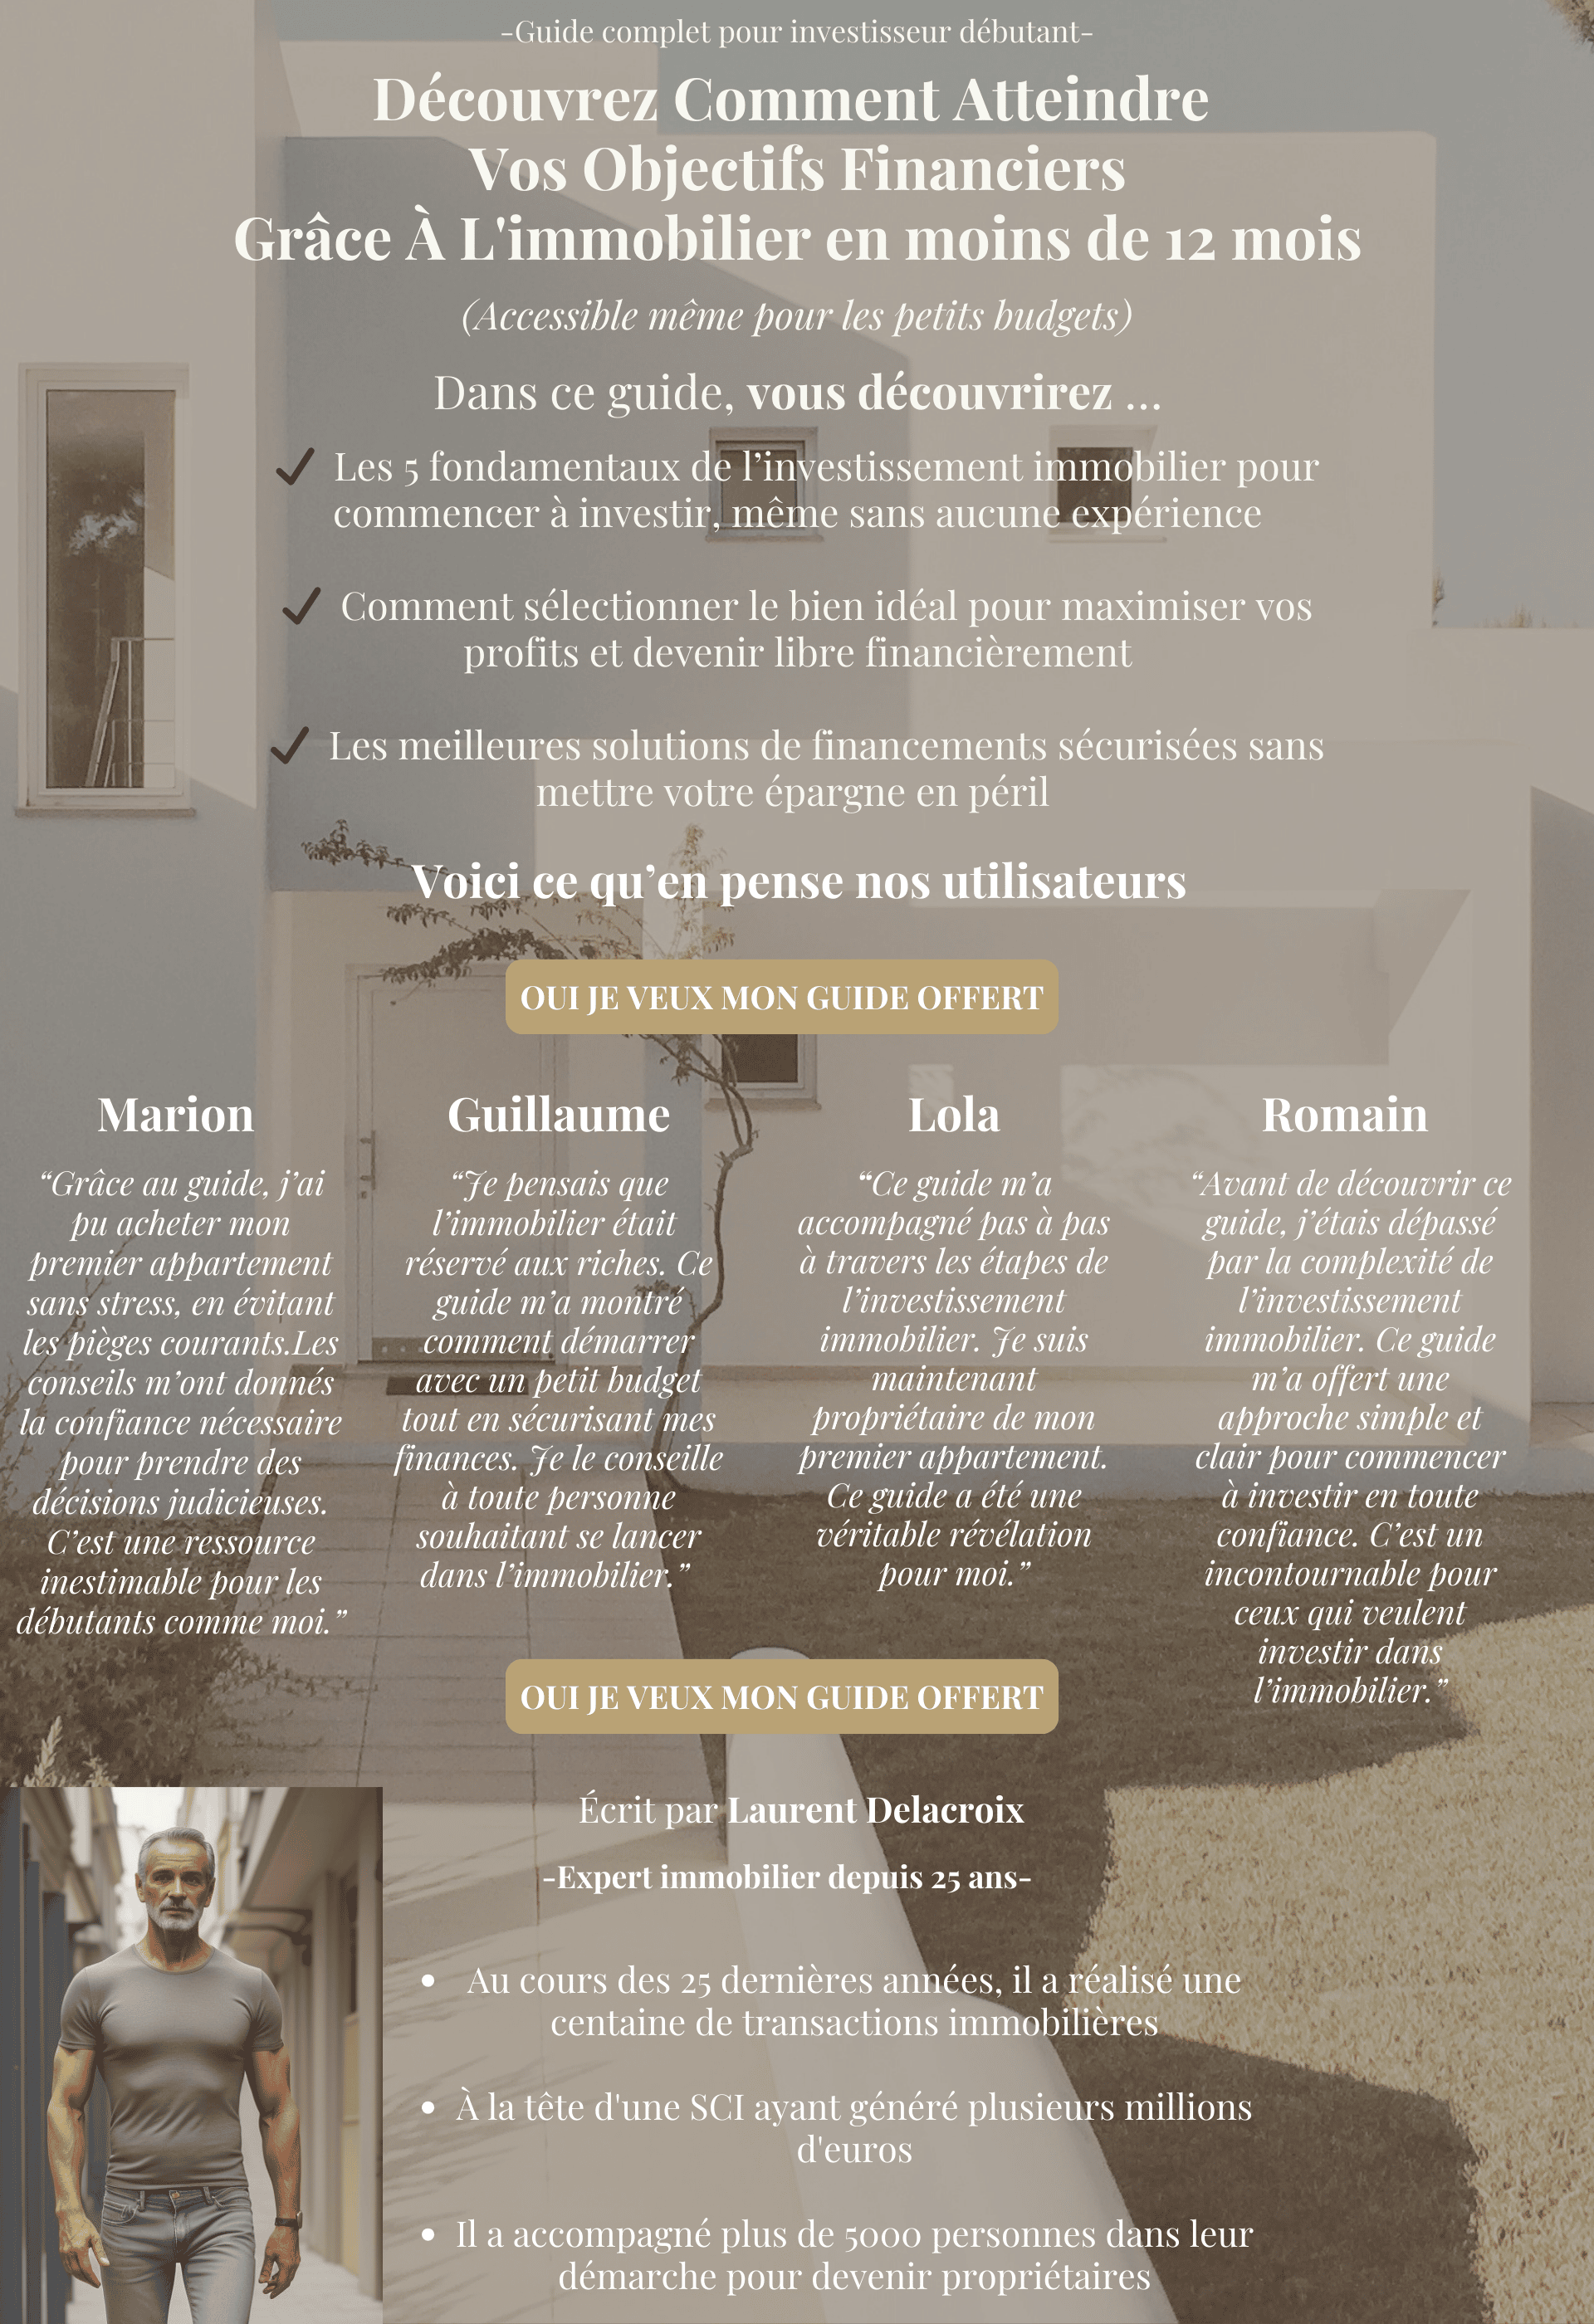 -Guide complet pour investisseur débutant-
Découvrez Comment Atteindre
Vos Objectifs Financiers
Grâce À L'immobilier en moins de 12 mois
(Accessible même pour les petits budgets)
Dans ce guide, vous découvrirez ...
Les 5 fondamentaux de l’investissement immobilier pour
commencer à investir, même sans aucune expérience
Comment sélectionner le bien idéal pour maximiser vos
profits et devenir libre financièrement
Les meilleures solutions de financements sécurisées sans
mettre votre épargne en péril
Voici ce qu’en pense nos utilisateurs
OUI JE VEUX MON GUIDE OFFERT
Marion
“Grâce au guide, j’ai
pu acheter mon
premier appartement
sans stress, en évitant
les pièges courants.Les
conseils m’ont donnés
la confiance nécessaire
pour prendre des
décisions judicieuses.
C’est une ressource
inestimable pour les
débutants comme moi.”
Guillaume
“Je pensais que
l’immobilier était
réservé aux riches. Ce
guide m’a montré
comment démarrer
avec un petit budget
tout en sécurisant mes
finances. Je le conseille
à toute personne
souhaitant se lancer
dans l’immobilier.”
Lola
“Ce guide m’a
accompagné pas à pas
à travers les étapes de
l’investissement
immobilier. Je suis
maintenant
propriétaire de mon
premier appartement.
Ce guide a été une
véritable révélation
pour moi.”
Romain
“Avant de découvrir ce
guide, j’étais dépassé
par la complexité de
l’investissement
immobilier. Ce guide
m’a offert une
approche simple et
clair pour commencer
à investir en toute
confiance. C’est un
incontournable pour
ceux qui veulent
investir dans
l’immobilier.”
OUI JE VEUX MON GUIDE OFFERT
Écrit par Laurent Delacroix
-Expert immobilier depuis 25 ans-
• Au cours des 25 dernières années, il a réalisé une
centaine de transactions immobilières
• À la tête d'une SCI ayant généré plusieurs millions
d'euros
• Il a accompagné plus de 5000 personnes dans leur
démarche pour devenir propriétaires